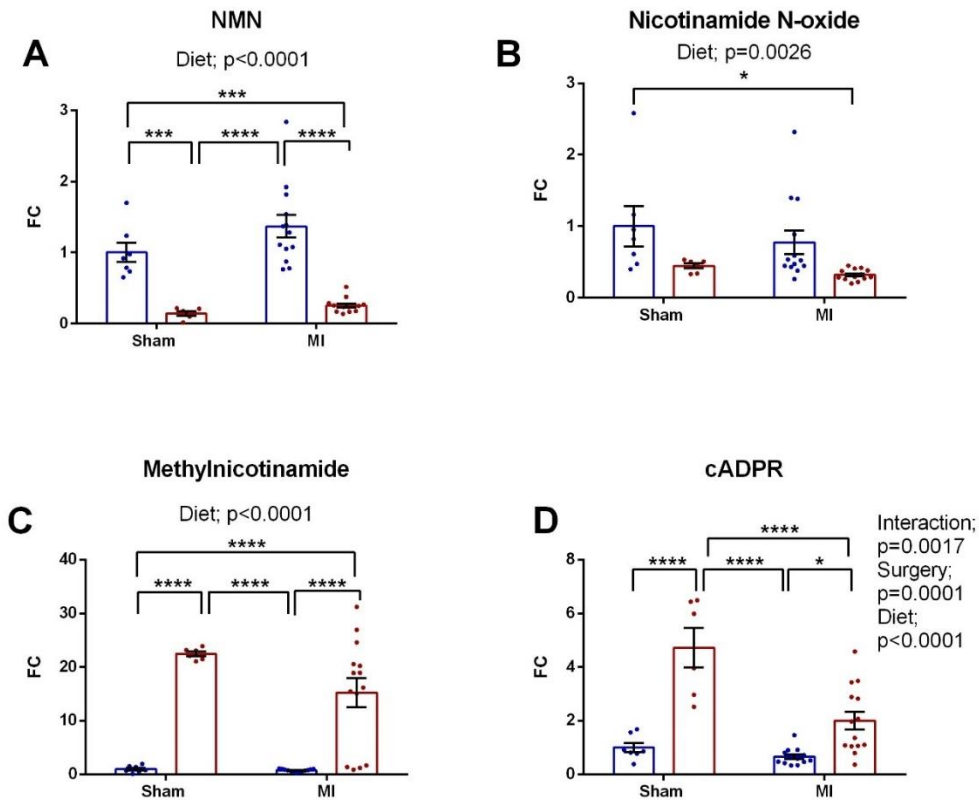 NMN
A
Diet; p<0.0001
***
*** **** ****
3
2
1
0
FC
Sham MI
Nicotinamide N-oxide
B
Diet; p=0.0026
*
3
2
1
0
FC
Sham MI
Methylnicotinamide
C
Diet; p<0.0001
****
**** **** ****
40
30
20
10
0
FC
Sham MI
cADPR
D
****
**** **** *
8
6
4
2
0
FC
Sham MI
Interaction;
p=0.0017
Surgery;
p=0.0001
Diet;
p<0.0001